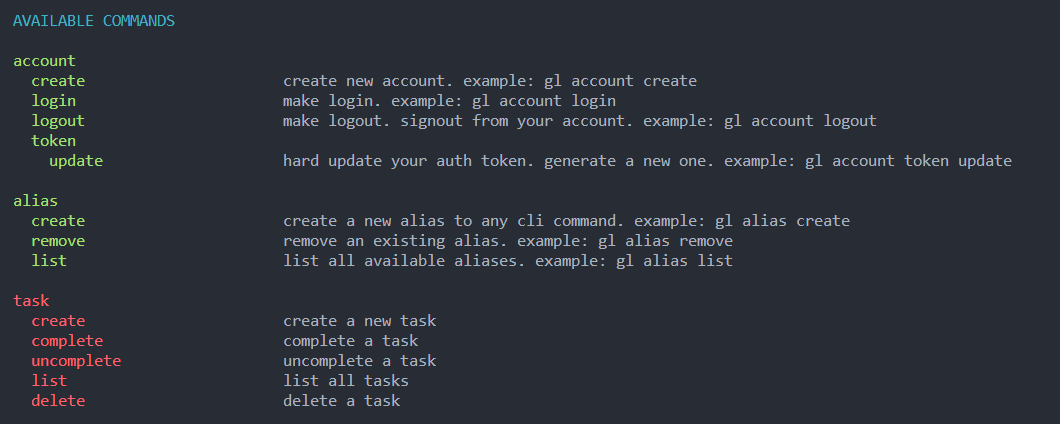 AVAILABLE COMMANDS
account
create create new account. example: gl account create
login make login. example: gl account login
logout make logout. signout from your account. example: gl account logout
token
update hard update your auth token. generate a new one. example: gl account token update
alias
create create a new alias to any cli command. example: gl alias create
remove remove an existing alias. example: gl alias remove
list list all available aliases. example: gl alias list
task
create create a new task
complete complete a task
uncomplete uncomplete a task
list list all tasks
delete delete a task